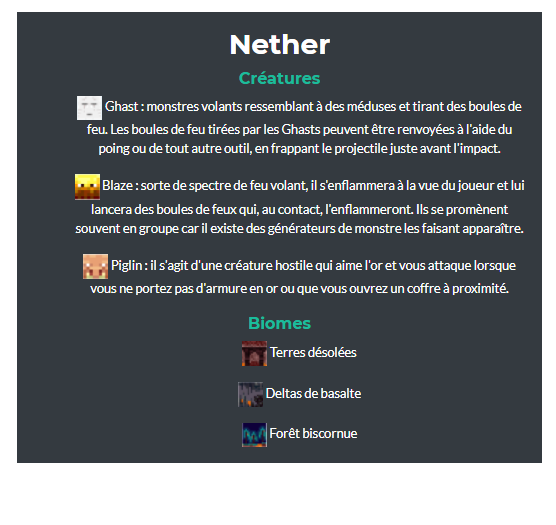 Nether
Créatures
Ghast : monstres volants ressemblant à des méduses et tirant des boules de
feu. Les boules de feu tirées par les Ghasts peuvent être renvoyées à l'aide du
poing ou de tout autre outil, en frappant le projectile juste avant l'impact.
Blaze : sorte de spectre de feu volant, il s'enflammera à la vue du joueur et lui
lancera des boules de feux qui, au contact, l'enflammeront. Ils se promènent
souvent en groupe car il existe des générateurs de monstre les faisant apparaître.
Piglin : il s'agit d'une créature hostile qui aime l'or et vous attaque lorsque
vous ne portez pas d'armure en or ou que vous ouvrez un coffre à proximité.
Biomes
Terres désolées
Deltas de basalte
Forêt biscornue